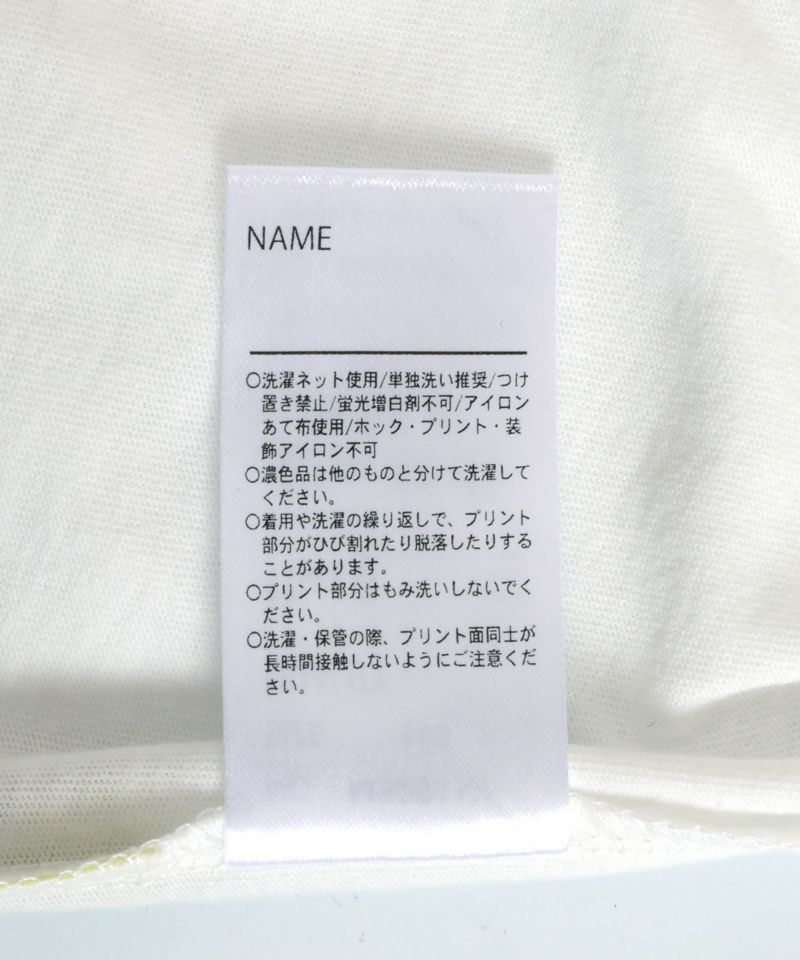 NAME
○洗濯ネット使用/単独洗い推奨/つけ
置き禁止/蛍光増白剤不可/アイロン
あて布使用/ホック・プリント・装
飾アイロン不可
○濃色品は他のものと分けて洗濯して
ください。
○着用や洗濯の繰り返しで、プリント
部分がひび割れたり脱落したりする
ことがあります。
○プリント部分はもみ洗いしないでく
ださい。
○洗濯・保管の際、プリント面同士が
長時間接触しないようにご注意くだ
さい。